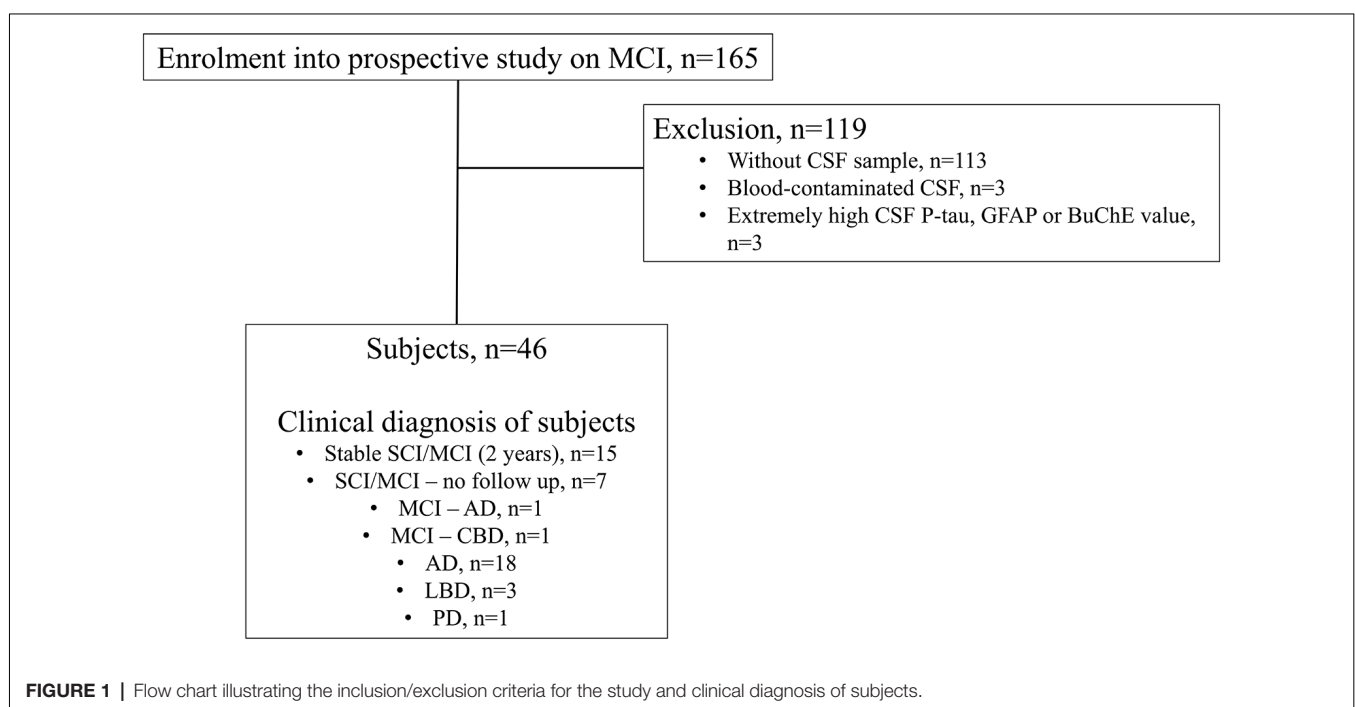 Enrolment into prospective study on MCI, n=165
Exclusion, n=119
• Without CSF sample, n=113
• Blood-contaminated CSF, n=3
• Extremely high CSF P-tau, GFAP or BuChE value,
n=3
Subjects, n=46
Clinical diagnosis of subjects
• Stable SCI/MCI (2 years), n=15
• SCI/MCI – no follow up, n=7
• MCI – AD, n=1
• MCI – CBD, n=1
• AD, n=18
• LBD, n=3
• PD, n=1
FIGURE 1 | Flow chart illustrating the inclusion/exclusion criteria for the study and clinical diagnosis of subjects.